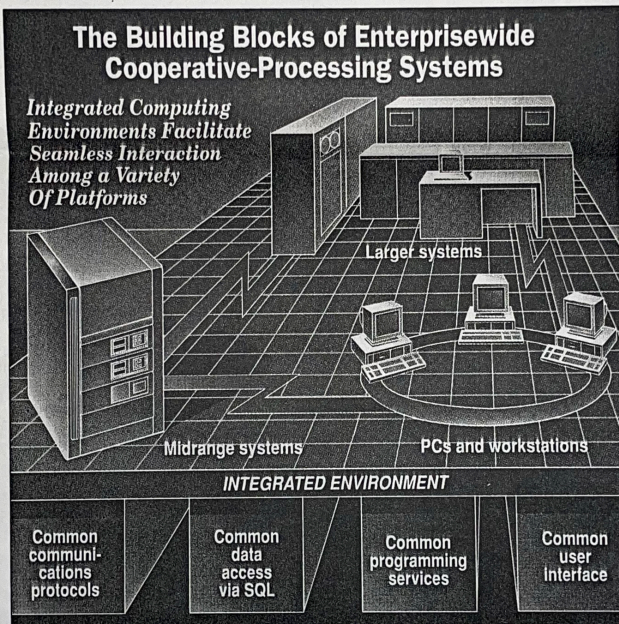 The Building Blocks of Enterprisewide
Cooperative-Processing Systems
Integrated Computing
Environments Facilitate
Seamless Interaction
Among a Variety
Of Platforms
Larger systems
Midrange systems
PCs and workstations
INTEGRATED ENVIRONMENT
Common
communi-
cations
protocols
Common
data
access
via SQL
Common
programming
services
Common
user
interface